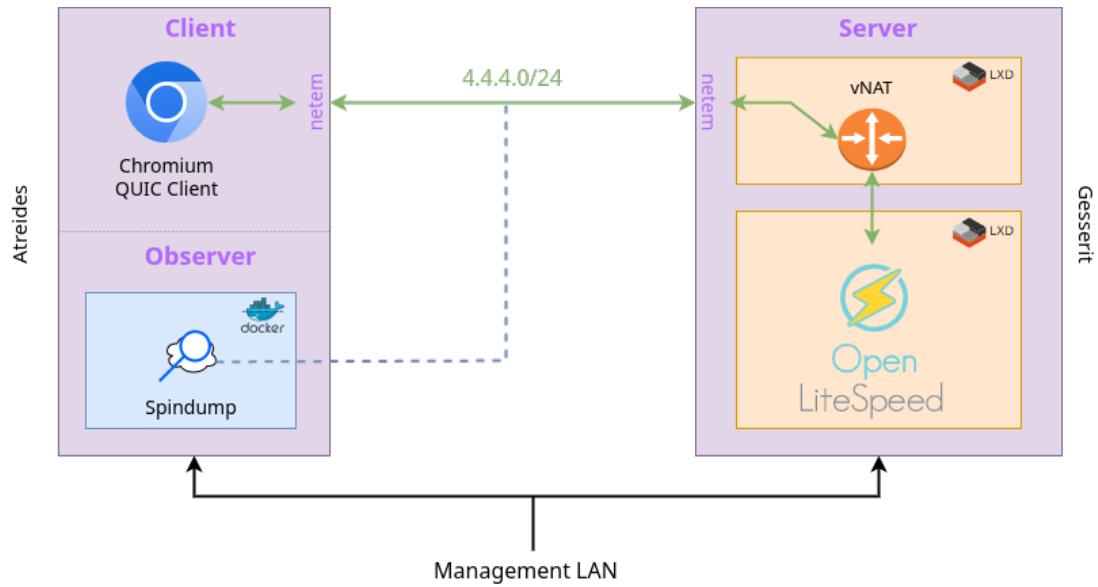 Client
Server
netem
4.4.4.0/24
netem
LXD
vNAT
Chromium
QUIC Client
Atreides
Gesserit
Observer
LXD
docker
Spindump
Open
LiteSpeed
Management LAN